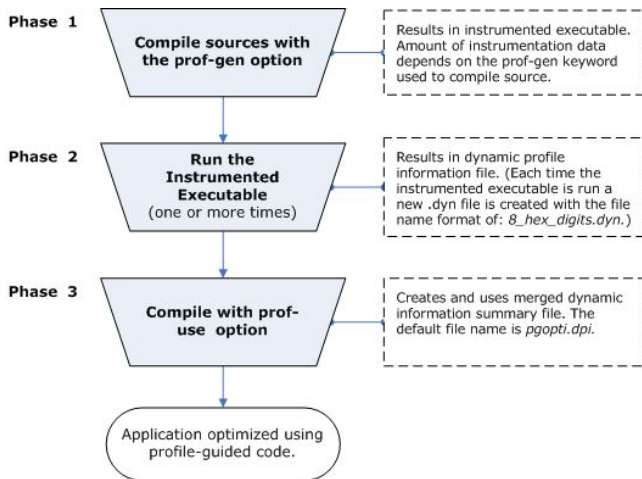 Phase 1
Compile sources with
the prof-gen option
Results in instrumented executable.
Amount of instrumentation data
depends on the prof-gen keyword
used to compile source.
Phase 2
Run the
Instrumented
Executable
(one or more times)
Results in dynamic profile
information file. (Each time the
instrumented executable is run a
new .dyn file is created with the file
name format of: 8_hex_digits.dyn.)
Phase 3
Compile with prof-
use option
Creates and uses merged dynamic
information summary file. The
default file name is pgopti.dpi.
Application optimized using
profile-guided code.